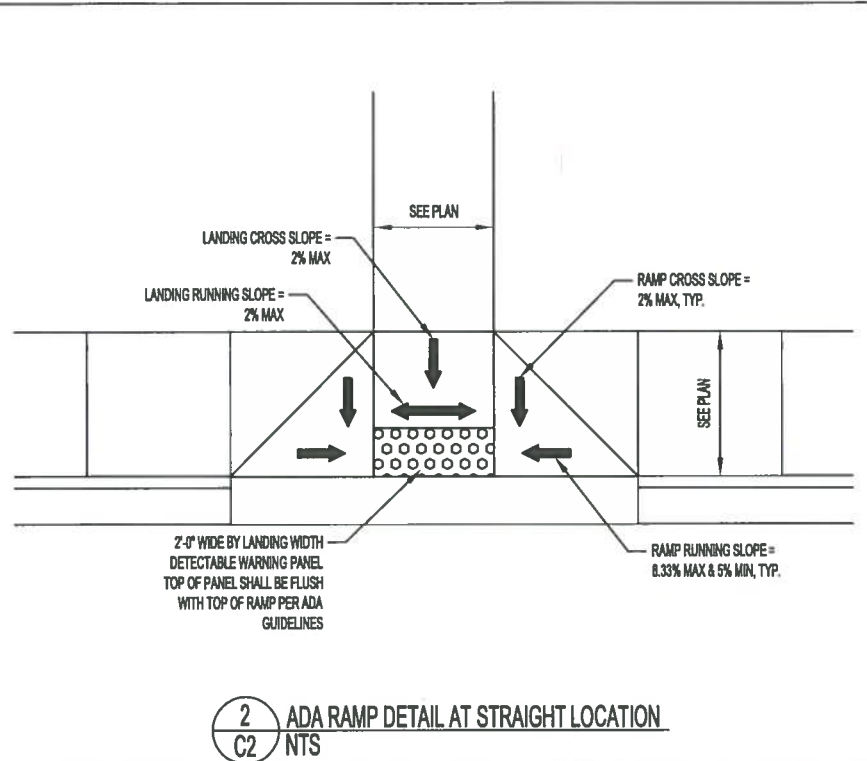 SEE PLAN
LANDING CROSS SLOPE =
2% MAX
LANDING RUNNING SLOPE =
2% MAX
RAMP CROSS SLOPE =
2% MAX, TYP.
SEE PLAN
2'-0" WIDE BY LANDING WIDTH
DETECTABLE WARNING PANEL
TOP OF PANEL SHALL BE FLUSH
WITH TOP OF RAMP PER ADA
GUIDELINES
RAMP RUNNING SLOPE =
8.33% MAX & 5% MIN, TYP.
2
C2
ADA RAMP DETAIL AT STRAIGHT LOCATION
NTS